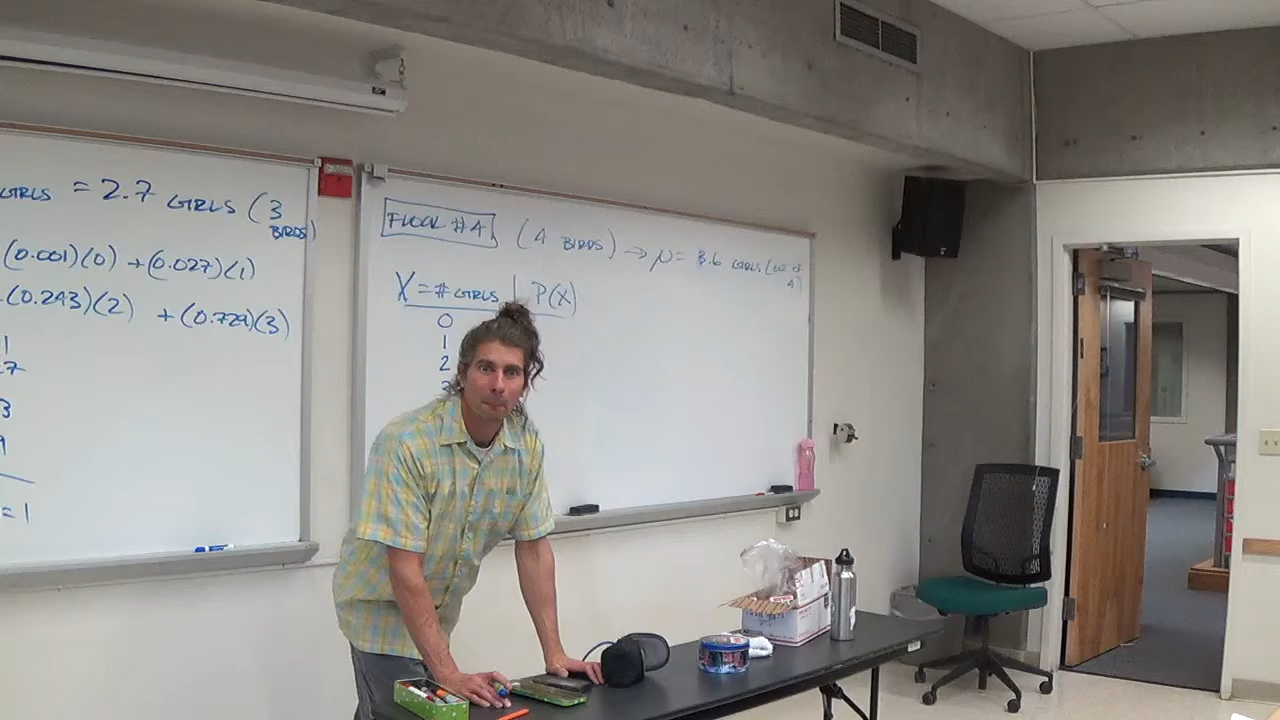 GIRLS = 2.7 GIRLS (3 BIRDS)
(0.001)(0) + (0.027)(1)
(0.243)(2) + (0.729)(3)
1
27
3
9
= 1
FLOCK #4 (4 BIRDS) → μ = 3.6 GIRLS (OUT OF 4)
X = # GIRLS | P(X)
0
1
2
3